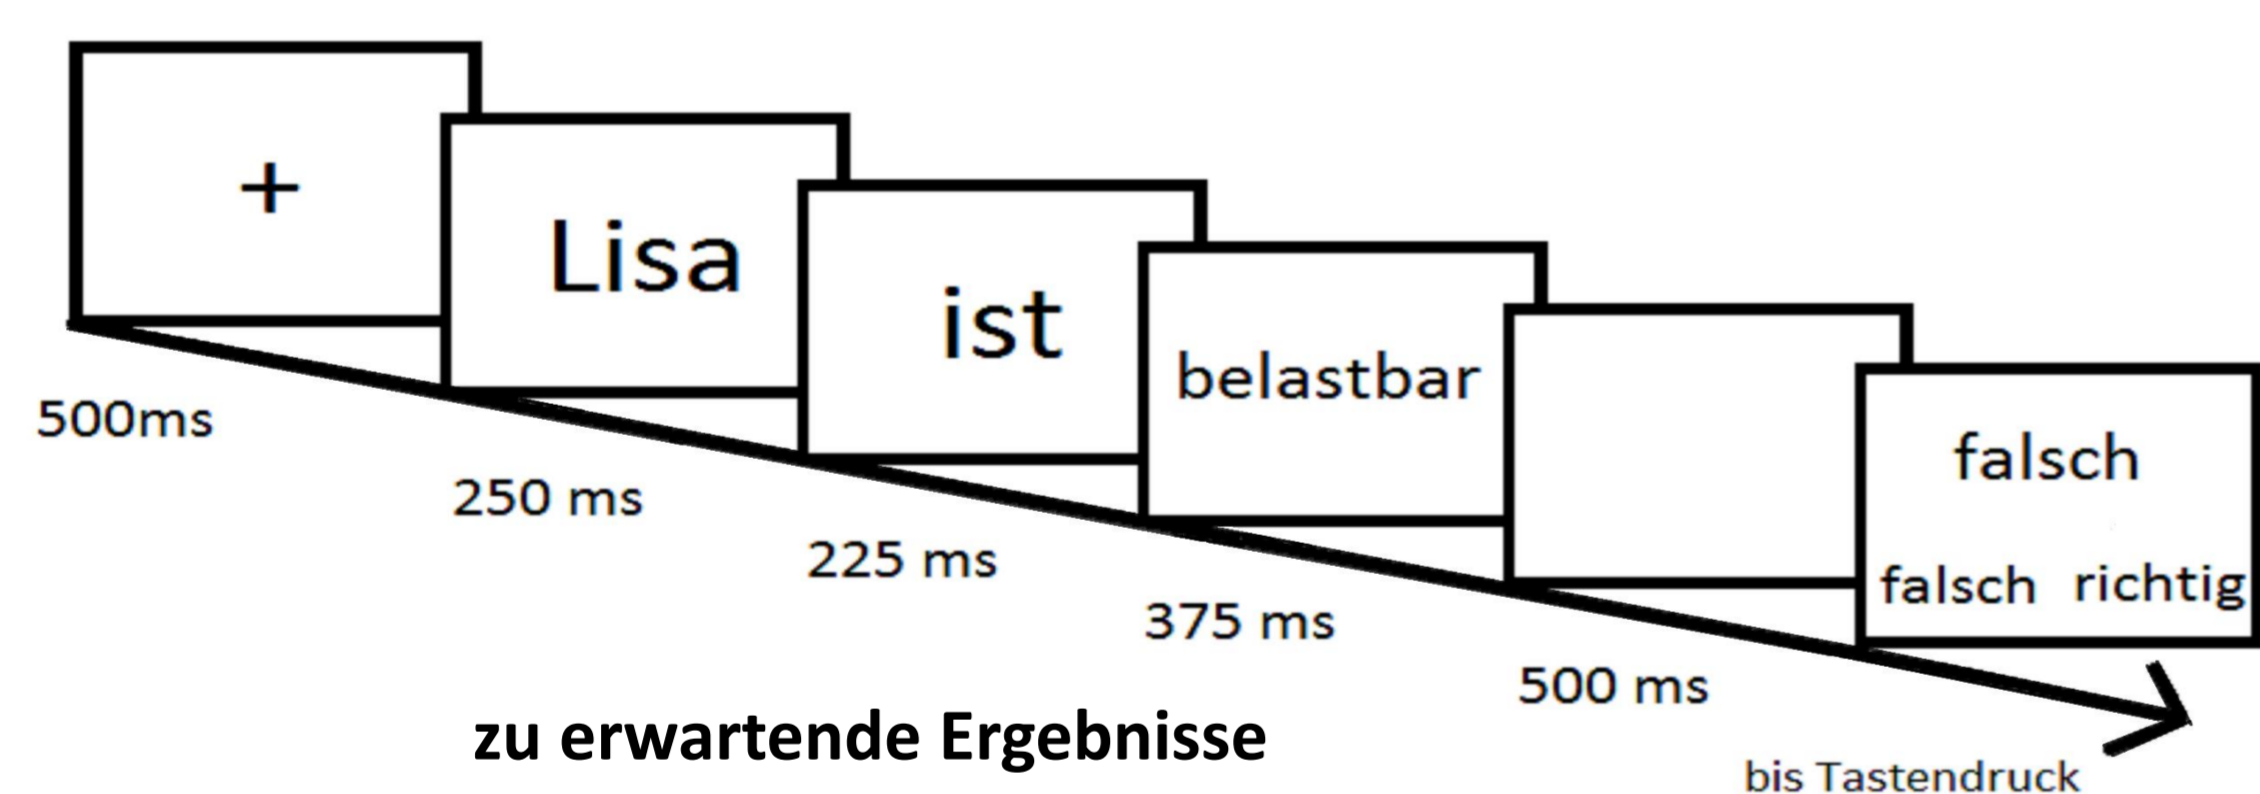 +
Lisa
ist
belastbar
falsch
falsch richtig
500ms
250 ms
225 ms
375 ms
500 ms
bis Tastendruck
zu erwartende Ergebnisse